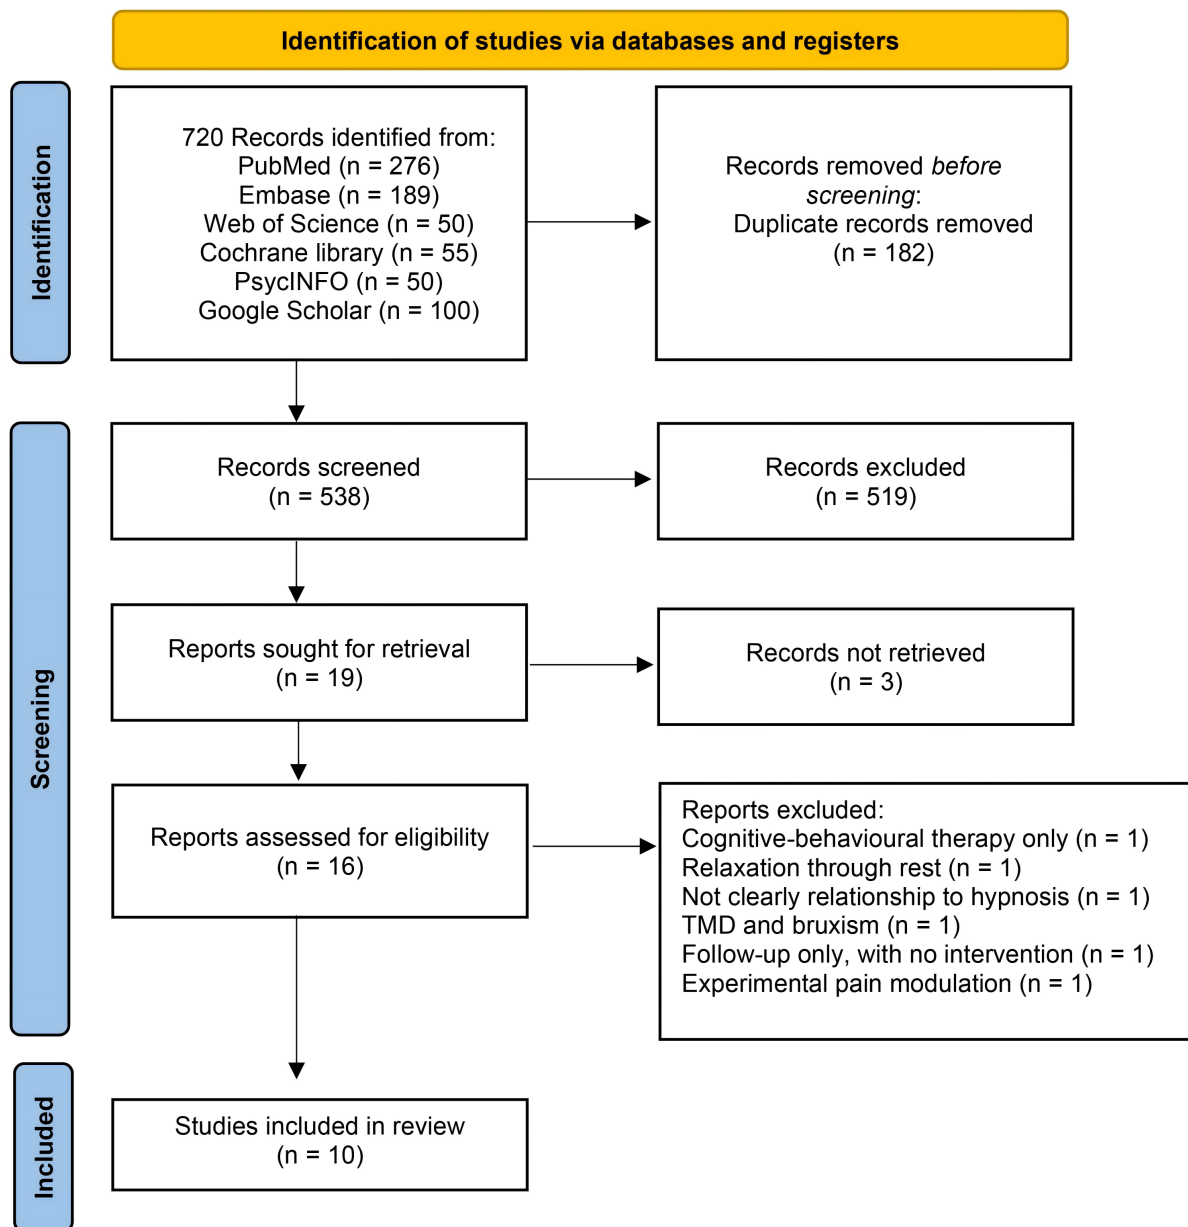 Identification of studies via databases and registers
Identification
720 Records identified from:
PubMed (n = 276)
Embase (n = 189)
Web of Science (n = 50)
Cochrane library (n = 55)
PsycINFO (n = 50)
Google Scholar (n = 100)
Records removed before
screening:
Duplicate records removed
(n = 182)
Screening
Records screened
(n = 538)
Records excluded
(n = 519)
Reports sought for retrieval
(n = 19)
Records not retrieved
(n = 3)
Reports assessed for eligibility
(n = 16)
Reports excluded:
Cognitive-behavioural therapy only (n = 1)
Relaxation through rest (n = 1)
Not clearly relationship to hypnosis (n = 1)
TMD and bruxism (n = 1)
Follow-up only, with no intervention (n = 1)
Experimental pain modulation (n = 1)
Included
Studies included in review
(n = 10)